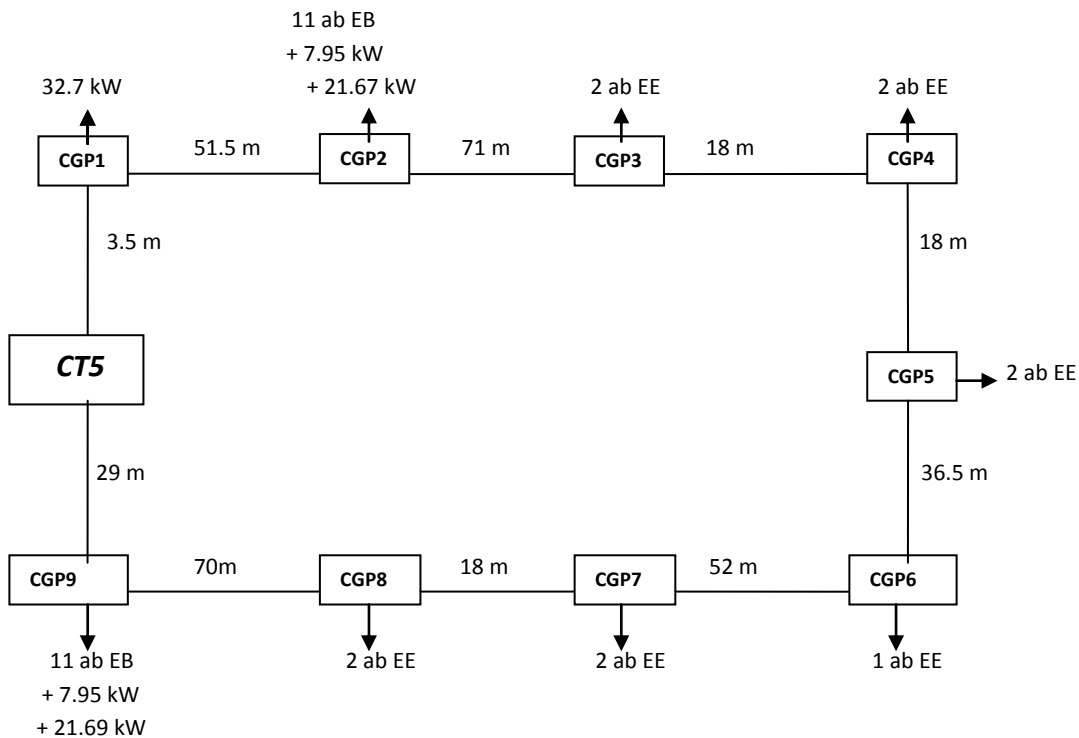 11 ab EB
+ 7.95 kW
+ 21.67 kW
32.7 kW
2 ab EE
2 ab EE
CGP1
51.5 m
CGP2
71 m
CGP3
18 m
CGP4
3.5 m
18 m
CT5
CGP5
2 ab EE
29 m
36.5 m
CGP9
70m
CGP8
18 m
CGP7
52 m
CGP6
11 ab EB
+ 7.95 kW
+ 21.69 kW
2 ab EE
2 ab EE
1 ab EE